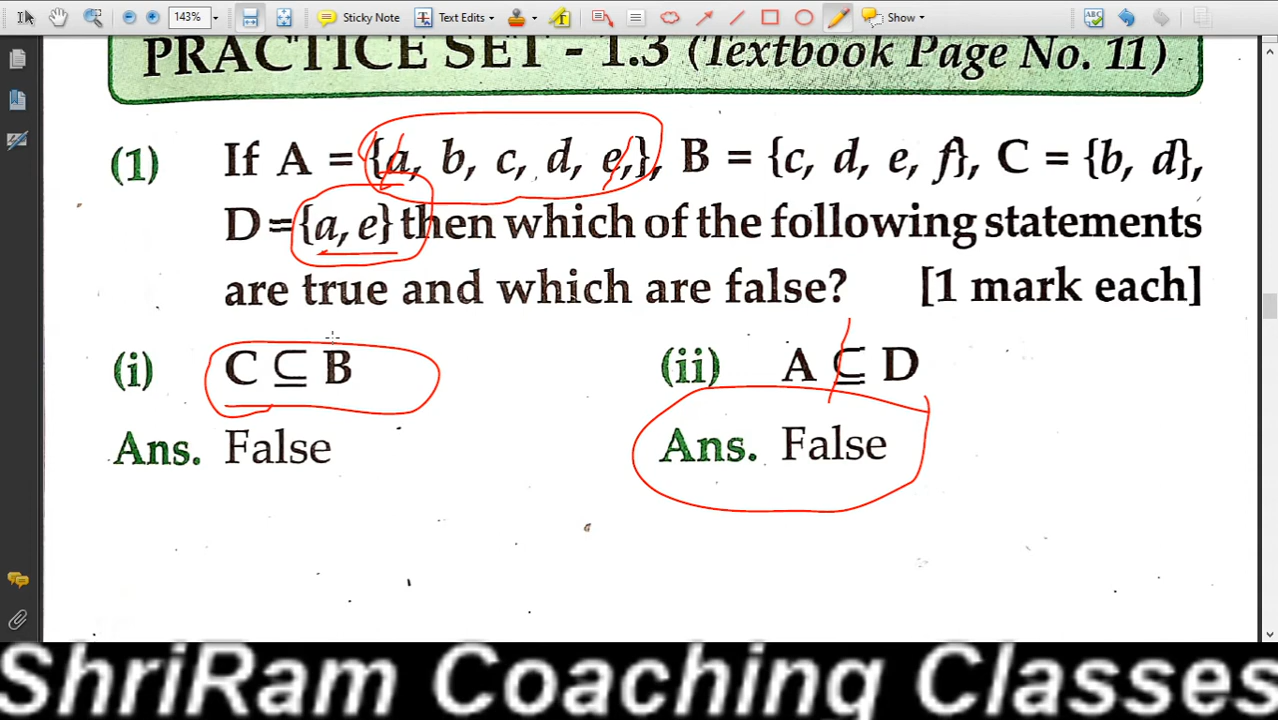 143%
Sticky Note
Text Edits
Show
PRACTICE SET - 1.3 (Textbook Page No. 11)
(1) If A = {a, b, c, d, e,}, B = {c, d, e, f}, C = {b, d},
D = {a, e} then which of the following statements
are true and which are false? [1 mark each]
(i) C ⊆ B (ii) A ⊆ D
Ans. False Ans. False
ShriRam Coaching Classes